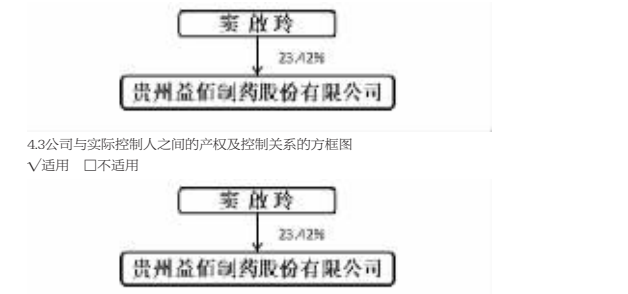 窦啟玲
23.42%
贵州益佰制药股份有限公司
4.3公司与实际控制人之间的产权及控制关系的方框图
√适用 □不适用
窦啟玲
23.42%
贵州益佰制药股份有限公司